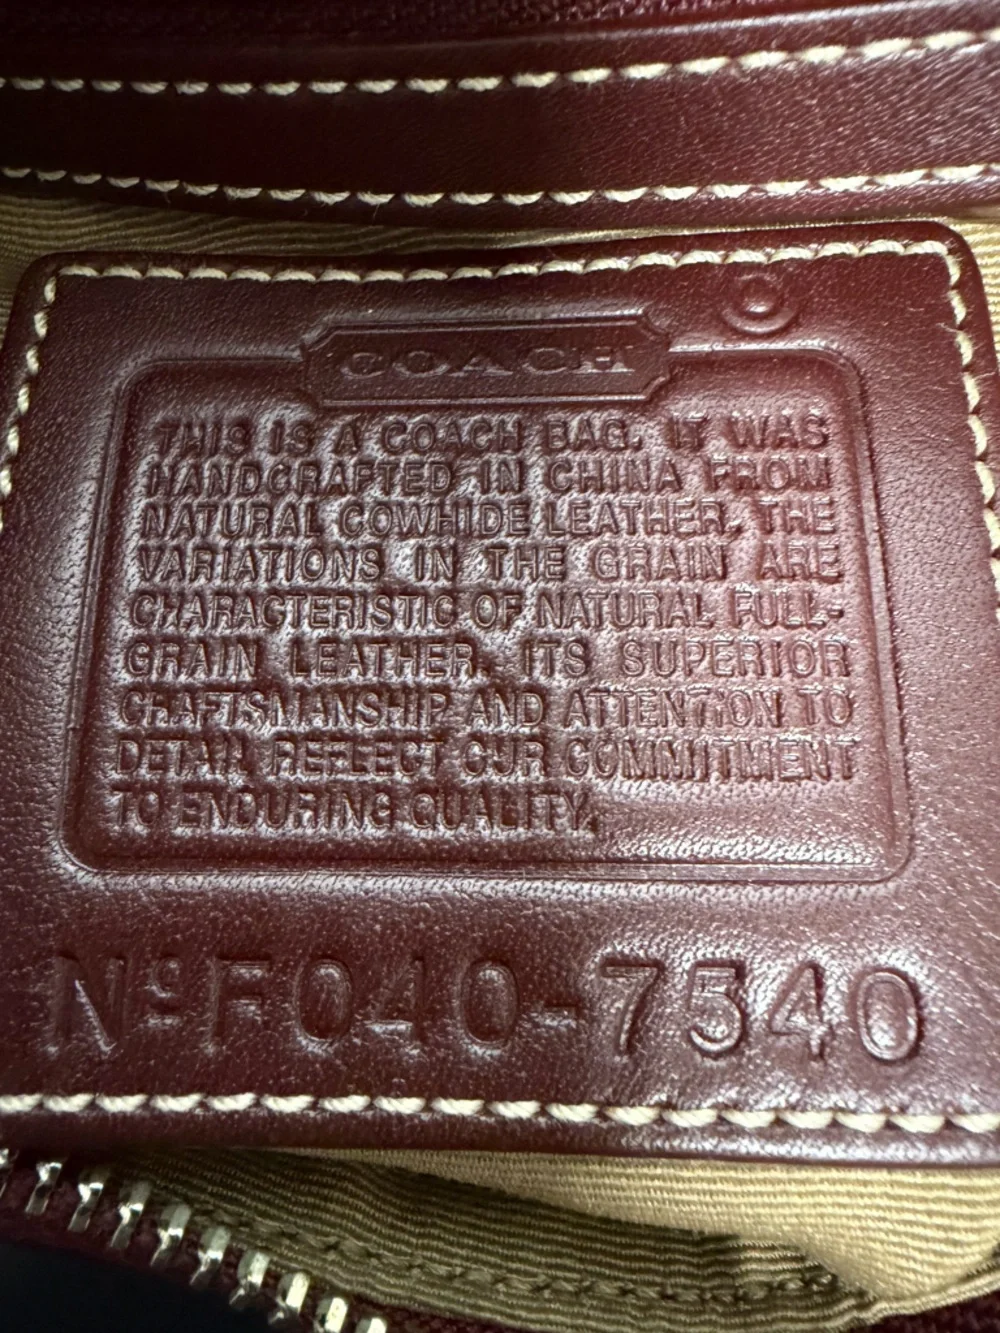 COACH
THIS IS A COACH BAG. IT WAS
HANDCRAFTED IN CHINA FROM
NATURAL COWHIDE LEATHER. THE
VARIATIONS IN THE GRAIN ARE
CHARACTERISTIC OF NATURAL FULL-
GRAIN LEATHER. ITS SUPERIOR
CRAFTSMANSHIP AND ATTENTION TO
DETAIL REFLECT OUR COMMITMENT
TO ENDURING QUALITY.
Nº F040-7540